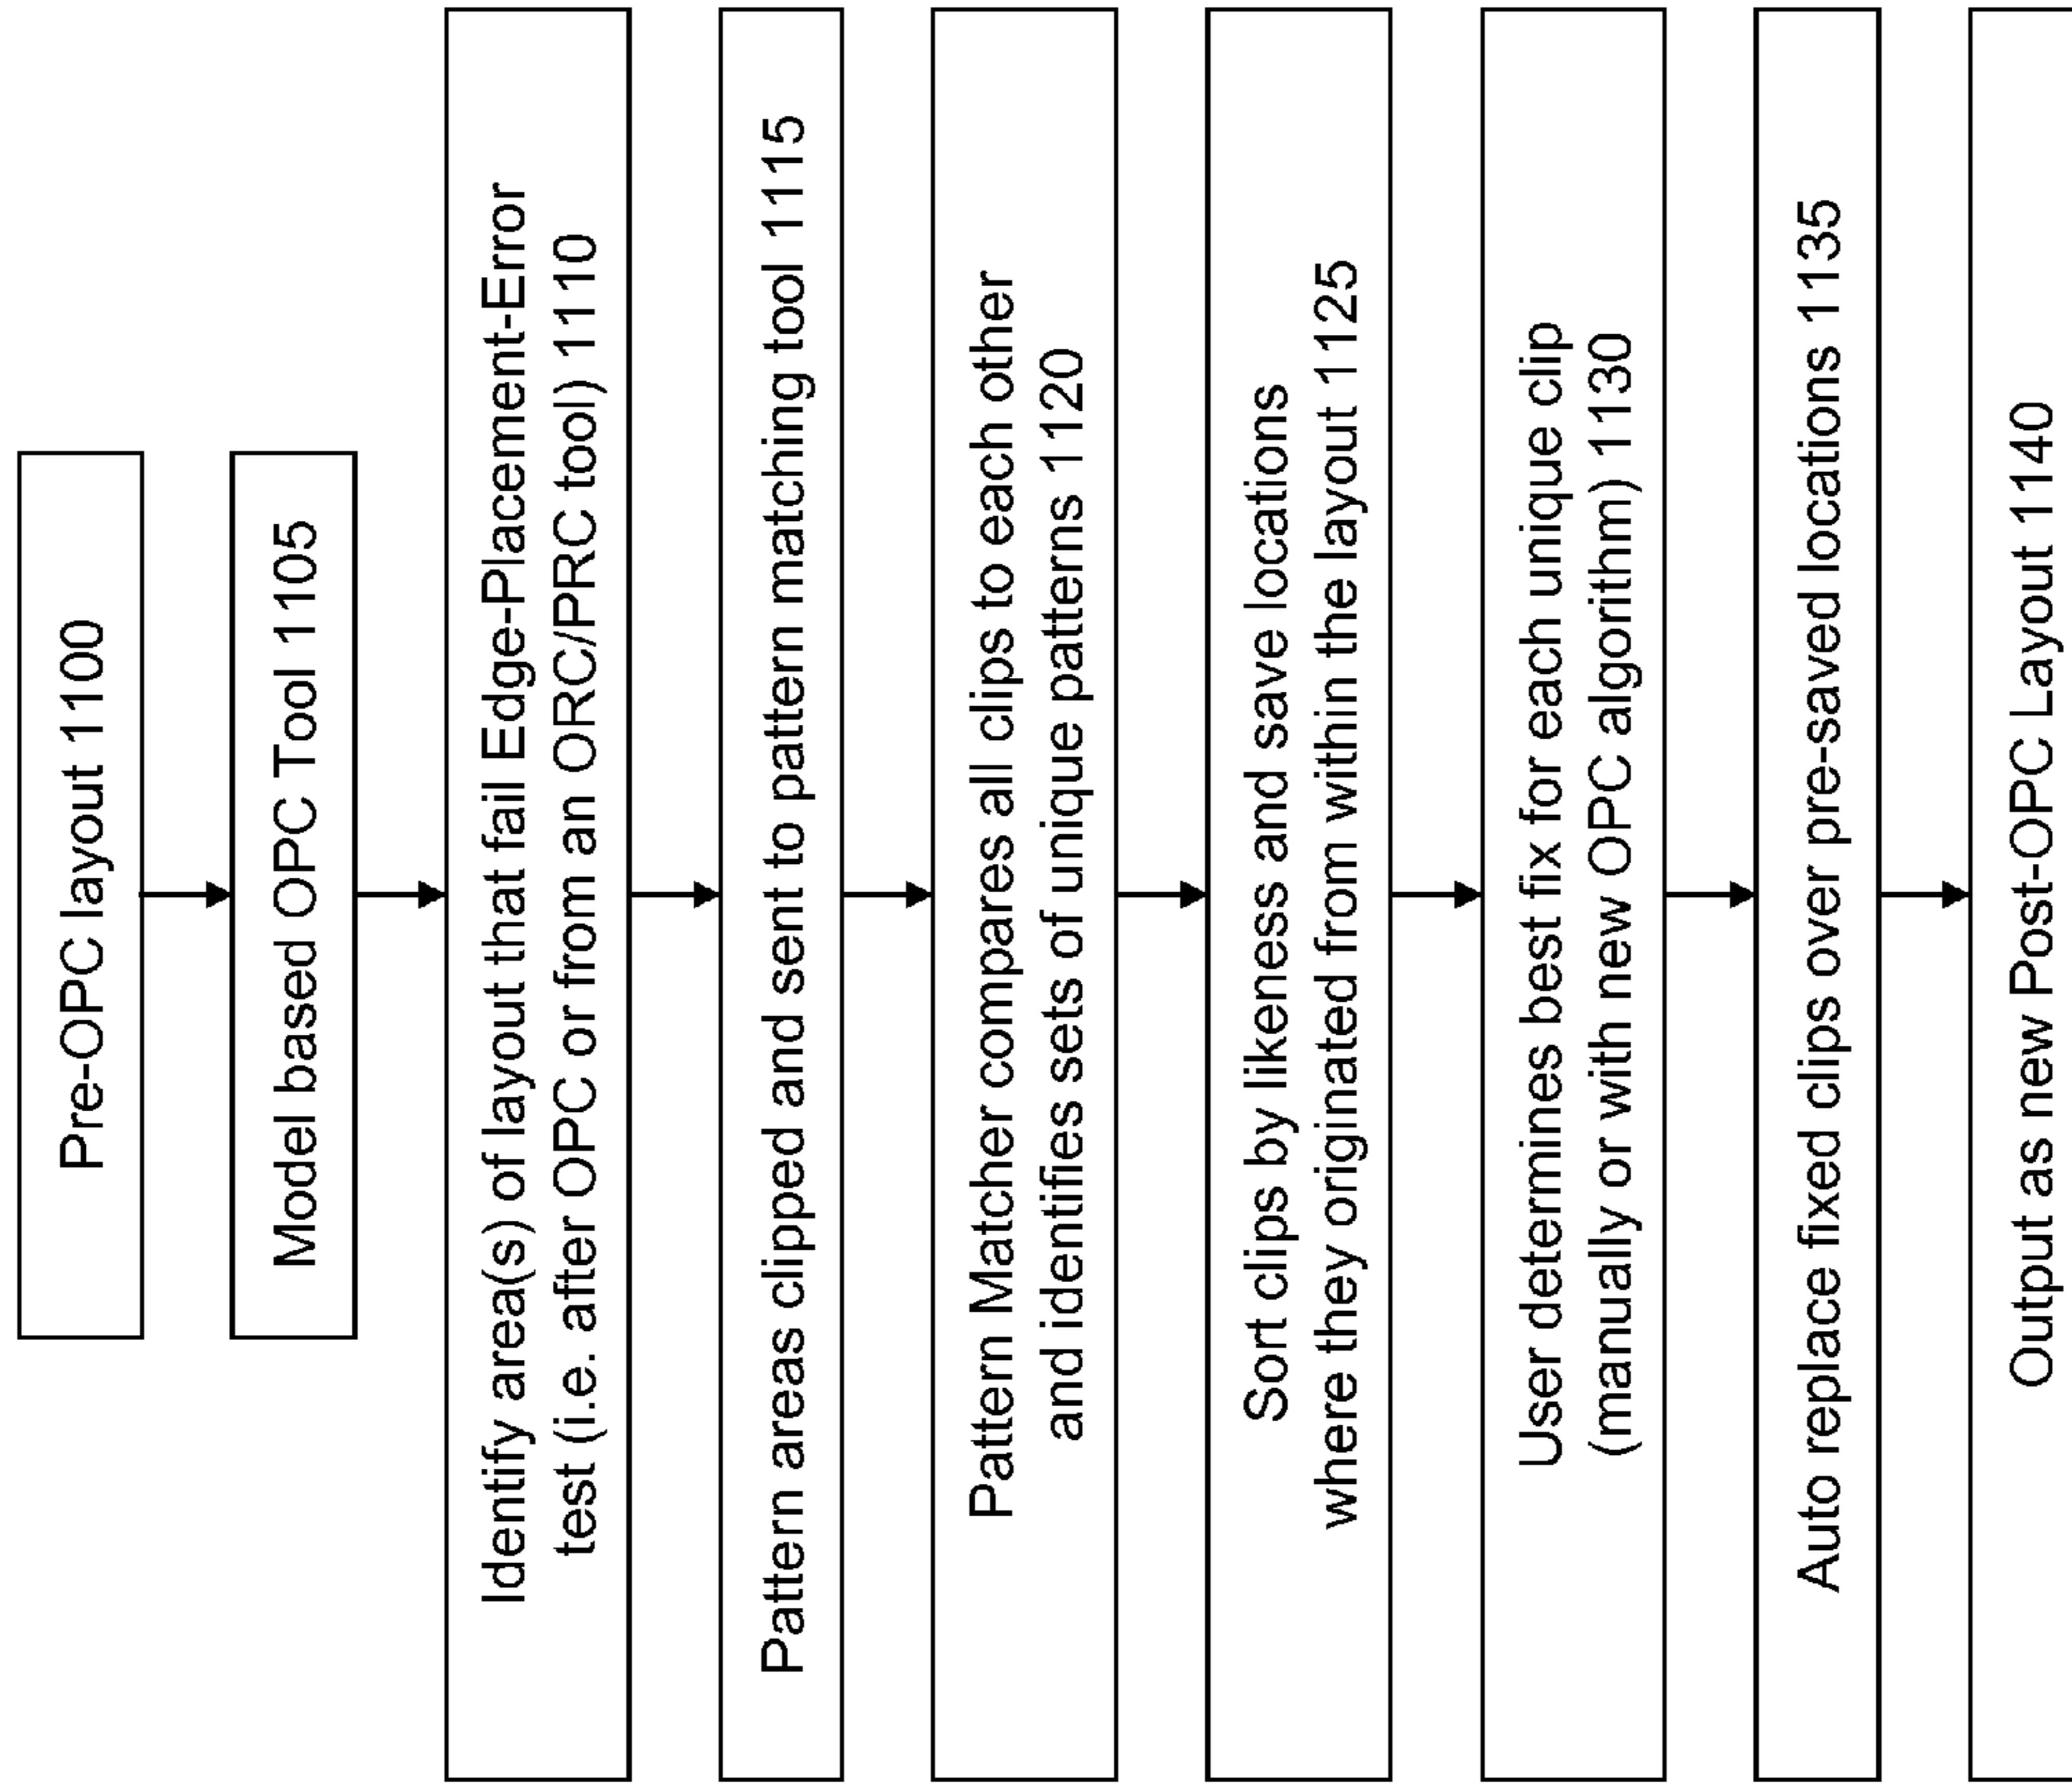 Pre-OPC layout 1100
Model based OPC Tool 1105
Identify area(s) of layout that fail Edge-Placement-Error
test (i.e. after OPC or from an ORC/PRC tool) 1110
Pattern areas clipped and sent to pattern matching tool 1115
Pattern Matcher compares all clips to each other
and identifies sets of unique patterns 1120
Sort clips by likeness and save locations
where they originated from within the layout 1125
User determines best fix for each unique clip
(manually or with new OPC algorithm) 1130
Auto replace fixed clips over pre-saved locations 1135
Output as new Post-OPC Layout 1140